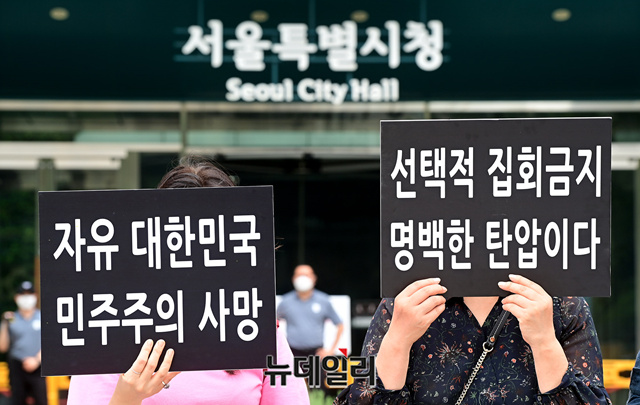 서울특별시청
Seoul City Hall
자유 대한민국
민주주의 사망
선택적 집회금지
명백한 탄압이다
뉴데일리